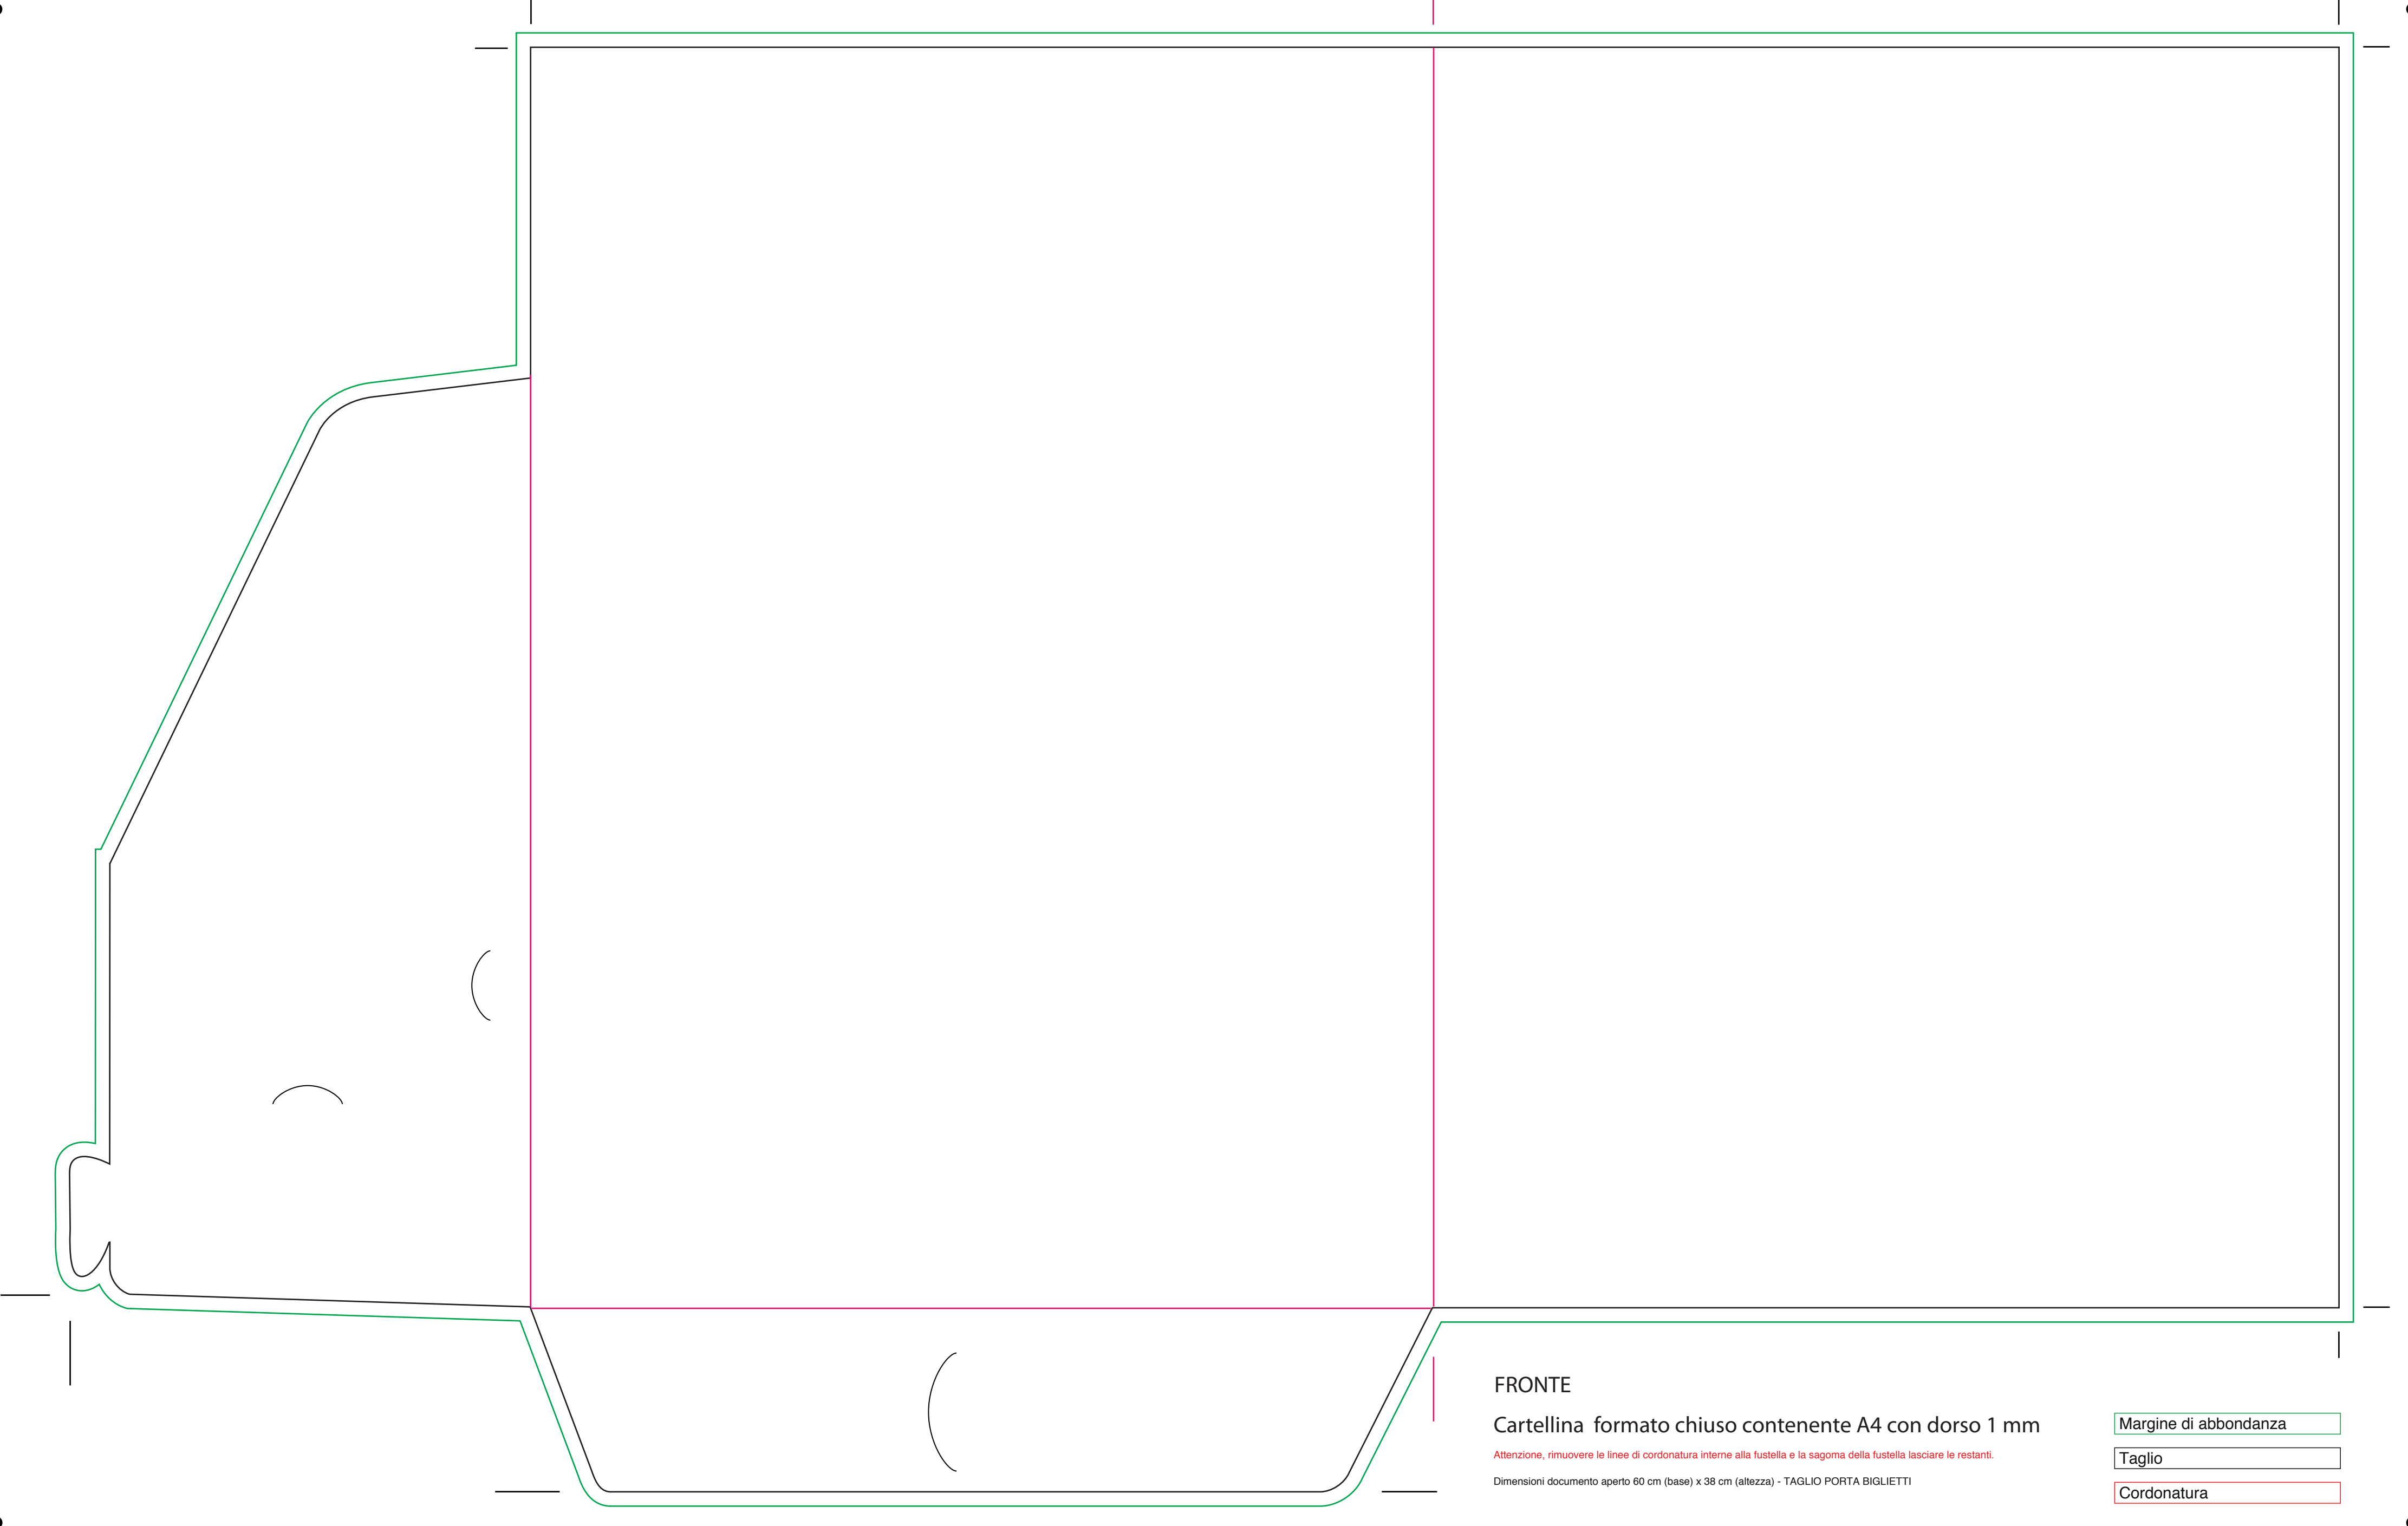 FRONTE
Cartellina  formato chiuso contenente A4 con dorso 1 mm
Attenzione, rimuovere le linee di cordonatura interne alla fustella e la sagoma della fustella lasciare le restanti.
Dimensioni documento aperto 60 cm (base) x 38 cm (altezza) - TAGLIO PORTA BIGLIETTI
Margine di abbondanza
Taglio
Cordonatura